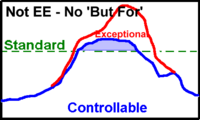 Not EE - No 'But For'
Exceptional
Standard
Controllable